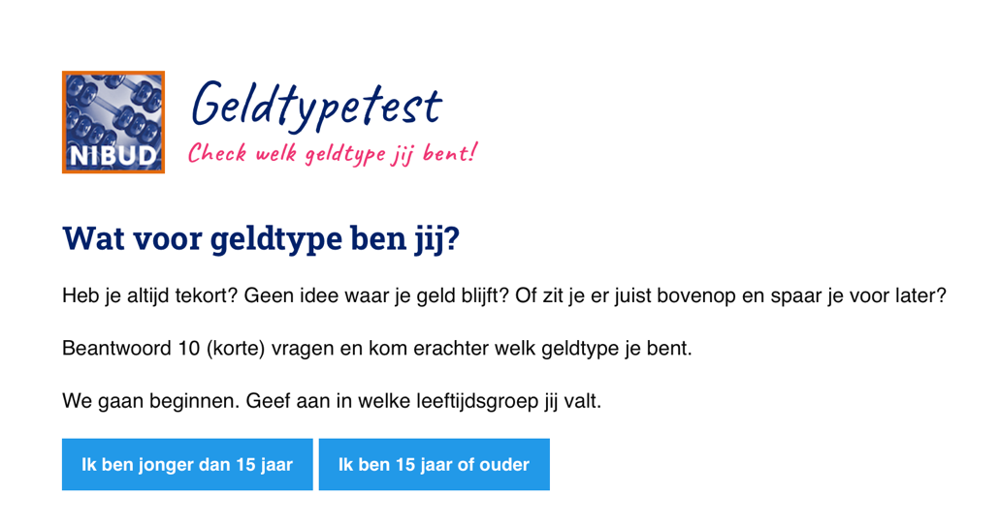 NIBUD
Geldtypetest
Check welk geldtype jij bent!
Wat voor geldtype ben jij?
Heb je altijd tekort? Geen idee waar je geld blijft? Of zit je er juist bovenop en spaar je voor later?
Beantwoord 10 (korte) vragen en kom erachter welk geldtype je bent.
We gaan beginnen. Geef aan in welke leeftijdsgroep jij valt.
Ik ben jonger dan 15 jaar
Ik ben 15 jaar of ouder